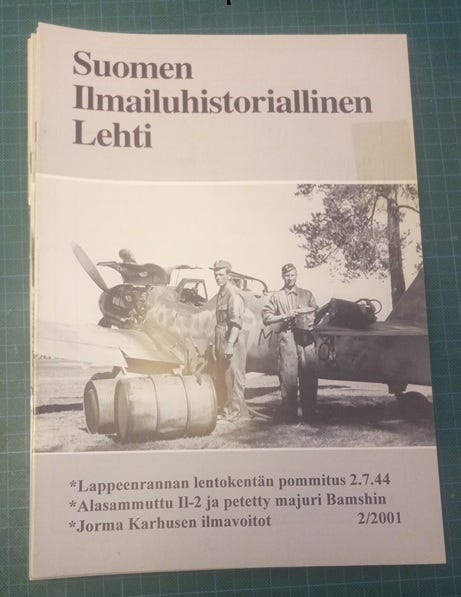 Suomen
Ilmailuhistoriallinen
Lehti
*Lappeenrannan lentokentän pommitus 2.7.44
*Alasammuttu Il-2 ja petetty majuri Bamshin
*Jorma Karhusen ilmavoitot 2/2001